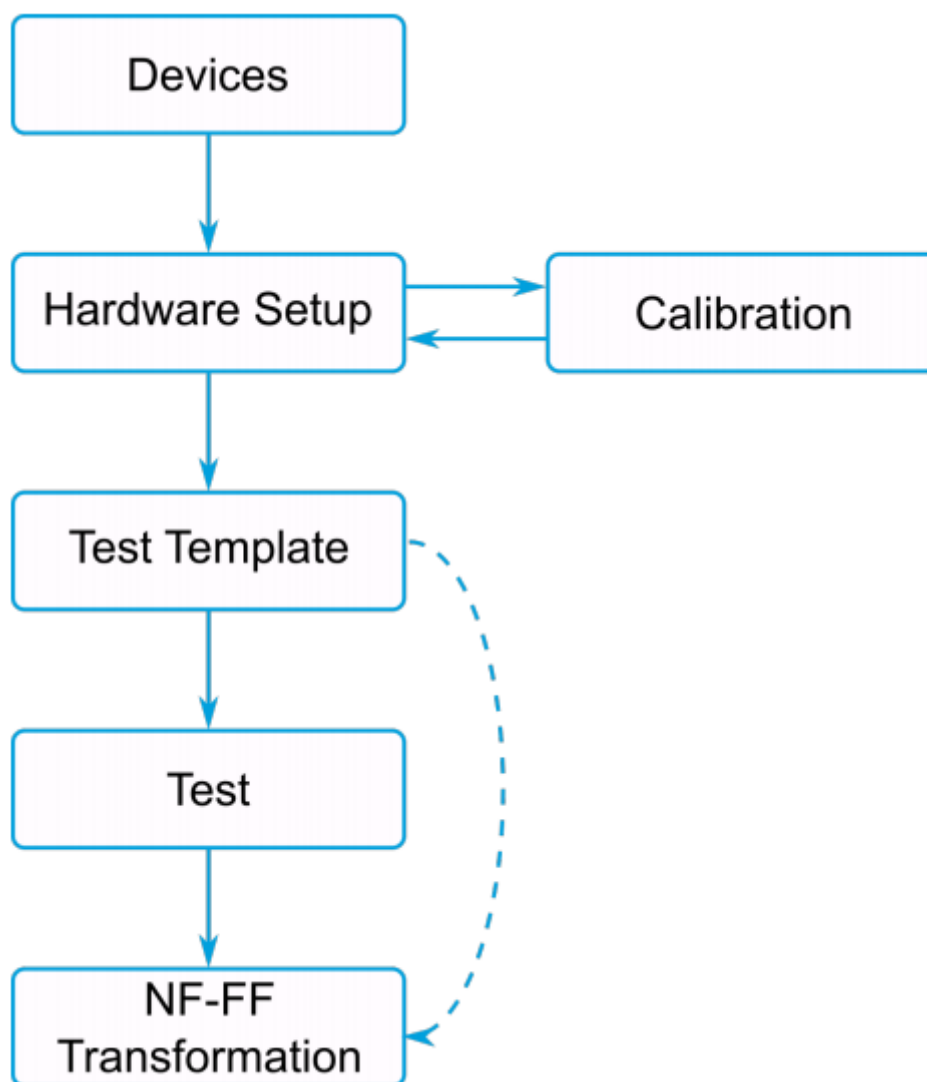 Devices
Hardware Setup
Calibration
Test Template
Test
NF-FF
Transformation